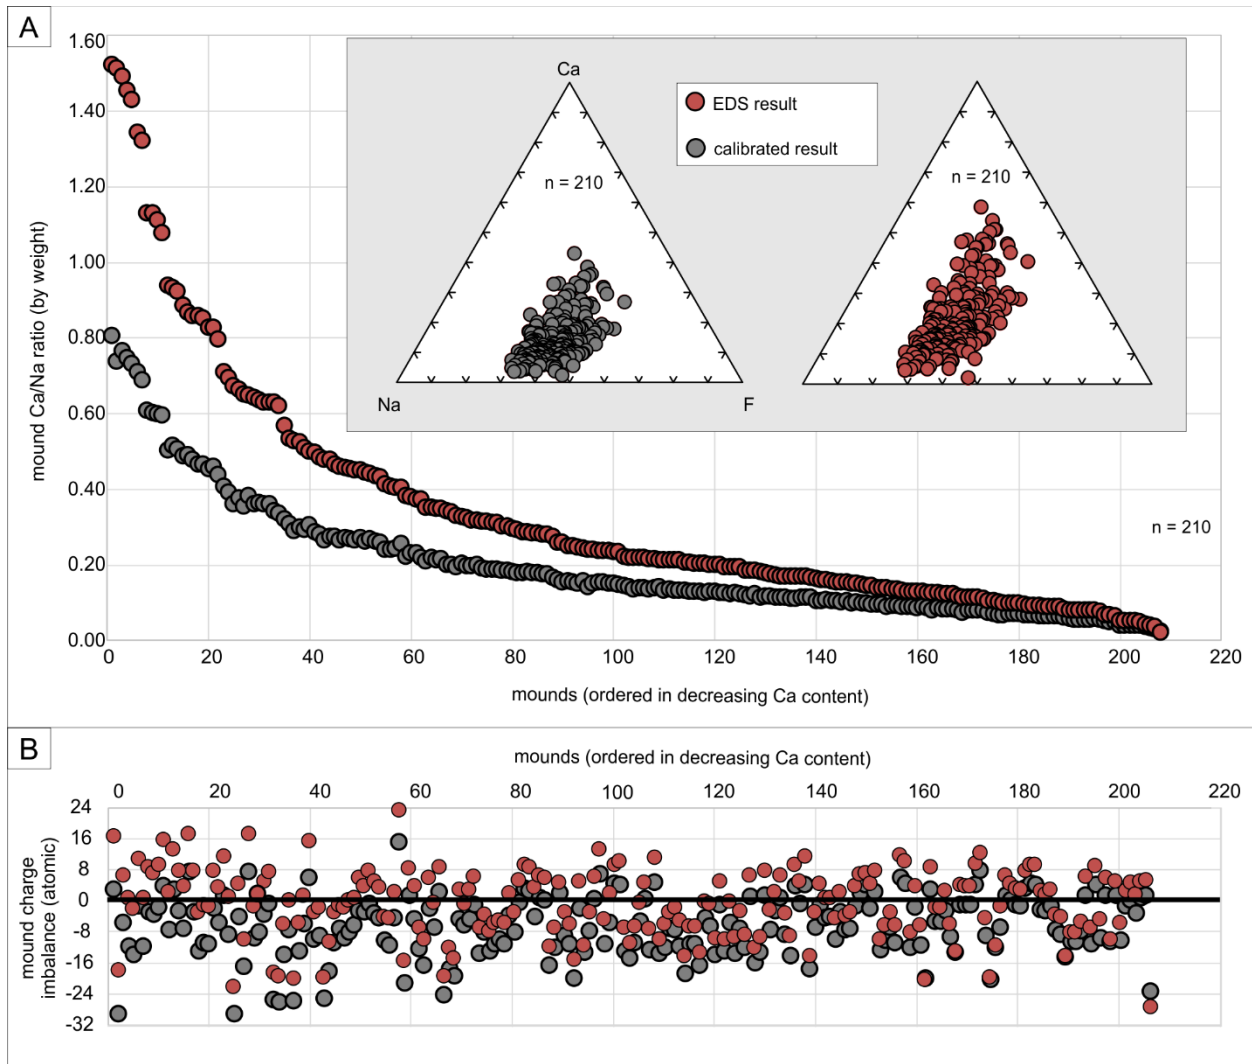 A
1.60
1.40
1.20
1.00
0.80
0.60
0.40
0.20
0.00
mound Ca/Na ratio (by weight)
0 20 40 60 80 100 120 140 160 180 200 220
mounds (ordered in decreasing Ca content)
Ca
Na
F
n = 210
EDS result
calibrated result
n = 210
n = 210
B
mounds (ordered in decreasing Ca content)
0 20 40 60 80 100 120 140 160 180 200 220
24
16
8
0
-8
-16
-24
-32
mound charge
imbalance (atomic)